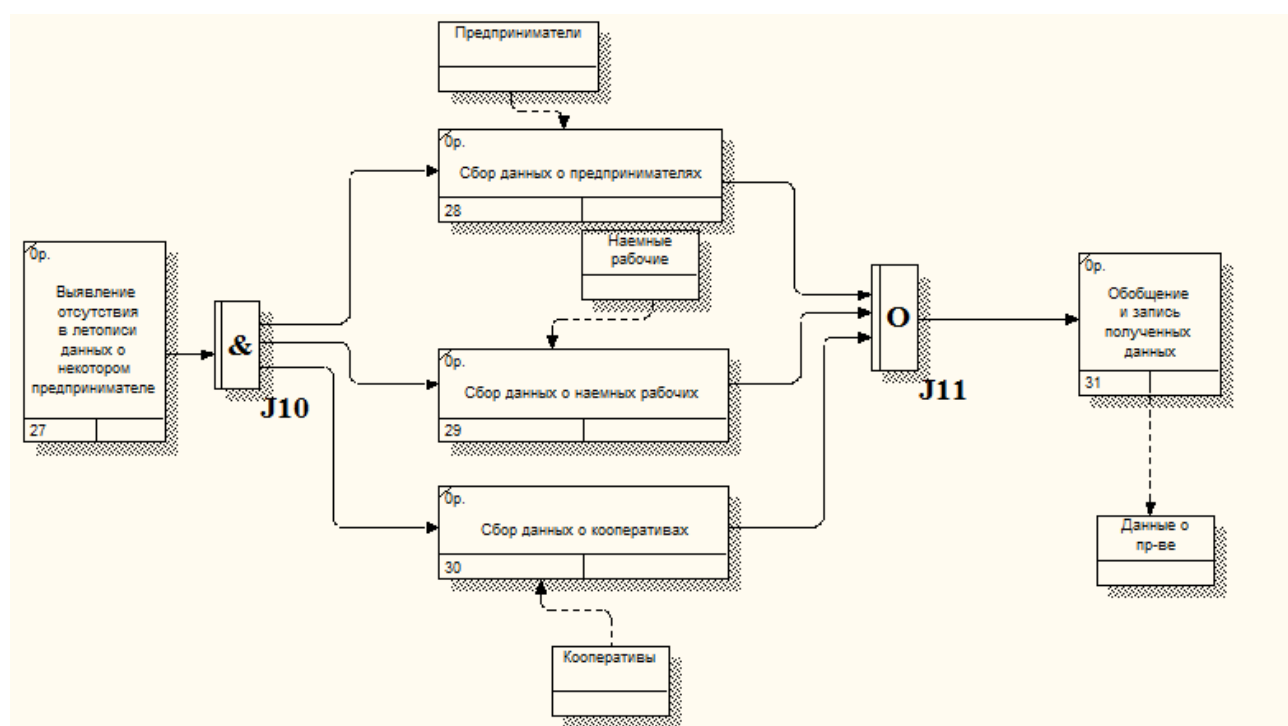 Предприниматели
0р.
Сбор данных о предпринимателях
28
Наемные
рабочие
0р.
Выявление
отсутствия
в летописи
данных о
некотором
предпринимателе
27
&
J10
0р.
Сбор данных о наемных рабочих
29
O
J11
0р.
Обобщение
и запись
полученных
данных
31
0р.
Сбор данных о кооперативах
30
Данные о
пр-ве
Кооперативы